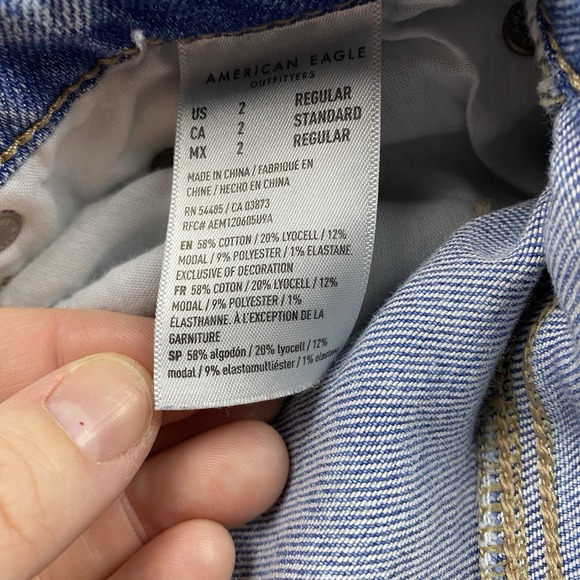 AMERICAN EAGLE
OUTFITTERS
US 2 REGULAR
CA 2 STANDARD
MX 2 REGULAR
MADE IN CHINA / FABRIQUÉ EN
CHINE / HECHO EN CHINA
RN 54485 / CA 03873
RFC# AEM120605U9A
EN 58% COTTON / 20% LYOCELL / 12%
MODAL / 9% POLYESTER / 1% ELASTANE.
EXCLUSIVE OF DECORATION
FR 58% COTON / 20% LYOCELL / 12%
MODAL / 9% POLYESTER / 1%
ÉLASTHANNE. À L'EXCEPTION DE LA
GARNITURE
SP 58% algodón / 20% lyocell / 12%
modal / 9% elastomultiéster / 1% elasta